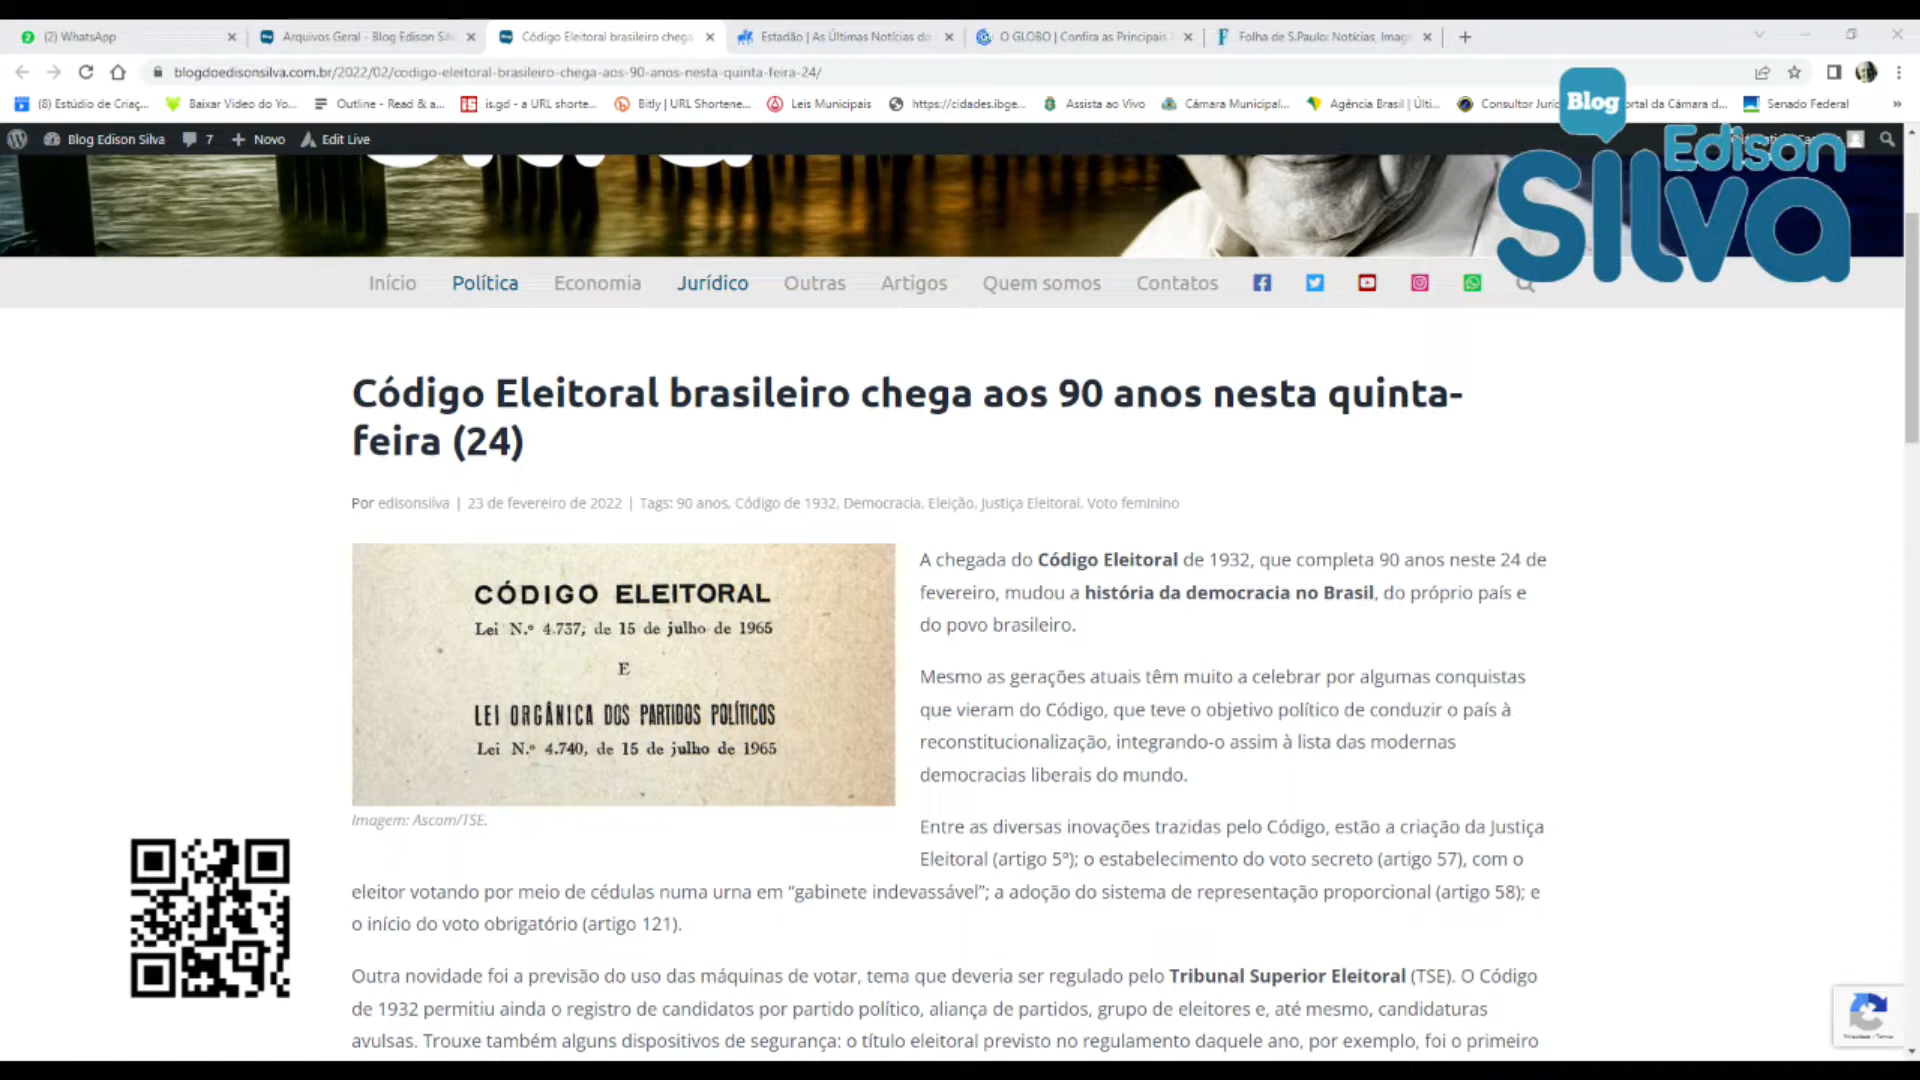 (2) WhatsApp
Arquivos Geral - Blog Edison Sil
Código Eleitoral brasileiro chega
Estadão | As Últimas Notícias do
O GLOBO | Confira as Principais
Folha de S.Paulo: Notícias, Imag
blogdoedisonsilva.com.br/2022/02/codigo-eleitoral-brasileiro-chega-aos-90-anos-nesta-quinta-feira-24/
(8) Estúdio de Criaç...
Baixar Video do Yo...
Outline - Read & a...
is.gd - a URL shorte...
Bitly | URL Shortene...
Leis Municipais
https://cidades.ibge...
Assista ao Vivo
Câmara Municipal...
Agência Brasil | Últi...
Consultor Juríd
ortal da Câmara d...
Senado Federal
»
Blog
Edison
Silva
Blog Edison Silva
7
Novo
Edit Live
Início
Política
Economia
Jurídico
Outras
Artigos
Quem somos
Contatos
Código Eleitoral brasileiro chega aos 90 anos nesta quinta-
feira (24)
Por edisonsilva | 23 de fevereiro de 2022 | Tags: 90 anos, Código de 1932, Democracia, Eleição, Justiça Eleitoral, Voto feminino
CÓDIGO ELEITORAL
Lei N.º 4.737, de 15 de julho de 1965
E
LEI ORGÂNICA DOS PARTIDOS POLÍTICOS
Lei N.º 4.740, de 15 de julho de 1965
Imagem: Ascom/TSE.
A chegada do Código Eleitoral de 1932, que completa 90 anos neste 24 de
fevereiro, mudou a história da democracia no Brasil, do próprio país e
do povo brasileiro.
Mesmo as gerações atuais têm muito a celebrar por algumas conquistas
que vieram do Código, que teve o objetivo político de conduzir o país à
reconstitucionalização, integrando-o assim à lista das modernas
democracias liberais do mundo.
Entre as diversas inovações trazidas pelo Código, estão a criação da Justiça
Eleitoral (artigo 5º); o estabelecimento do voto secreto (artigo 57), com o
eleitor votando por meio de cédulas numa urna em “gabinete indevassável”; a adoção do sistema de representação proporcional (artigo 58); e
o início do voto obrigatório (artigo 121).
Outra novidade foi a previsão do uso das máquinas de votar, tema que deveria ser regulado pelo Tribunal Superior Eleitoral (TSE). O Código
de 1932 permitiu ainda o registro de candidatos por partido político, aliança de partidos, grupo de eleitores e, até mesmo, candidaturas
avulsas. Trouxe também alguns dispositivos de segurança: o título eleitoral previsto no regulamento daquele ano, por exemplo, foi o primeiro